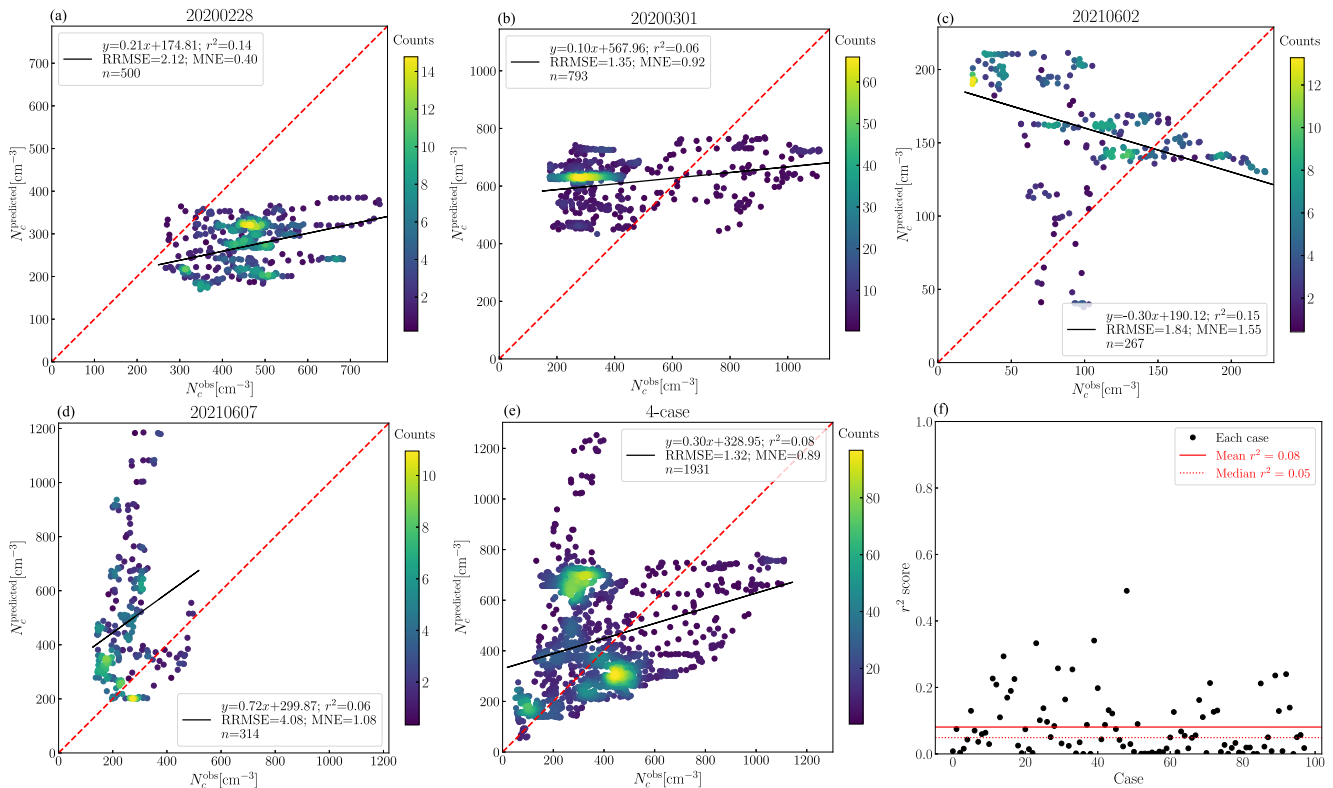 (a)
20200228
y=0.21x+174.81; r²=0.14
RRMSE=2.12; MNE=0.40
n=500
Counts
14
12
10
8
6
4
2
N_c^predicted[cm⁻³]
700
600
500
400
300
200
100
0
0 100 200 300 400 500 600 700
N_c^obs[cm⁻³]
(b)
20200301
y=0.10x+567.96; r²=0.06
RRMSE=1.35; MNE=0.92
n=793
Counts
60
50
40
30
20
10
N_c^predicted[cm⁻³]
1000
800
600
400
200
0
0 200 400 600 800 1000
N_c^obs[cm⁻³]
(c)
20210602
y=-0.30x+190.12; r²=0.15
RRMSE=1.84; MNE=1.55
n=267
Counts
12
10
8
6
4
2
N_c^predicted[cm⁻³]
200
150
100
50
0
0 50 100 150 200
N_c^obs[cm⁻³]
(d)
20210607
y=0.72x+299.87; r²=0.06
RRMSE=4.08; MNE=1.08
n=314
Counts
10
8
6
4
2
N_c^predicted[cm⁻³]
1200
1000
800
600
400
200
0
0 200 400 600 800 1000 1200
N_c^obs[cm⁻³]
(e)
4-case
y=0.30x+328.95; r²=0.08
RRMSE=1.32; MNE=0.89
n=1931
Counts
80
60
40
20
N_c^predicted[cm⁻³]
1200
1000
800
600
400
200
0
0 200 400 600 800 1000 1200
N_c^obs[cm⁻³]
(f)
Each case
Mean r² = 0.08
Median r² = 0.05
r² score
1.0
0.8
0.6
0.4
0.2
0.0
0 20 40 60 80 100
Case